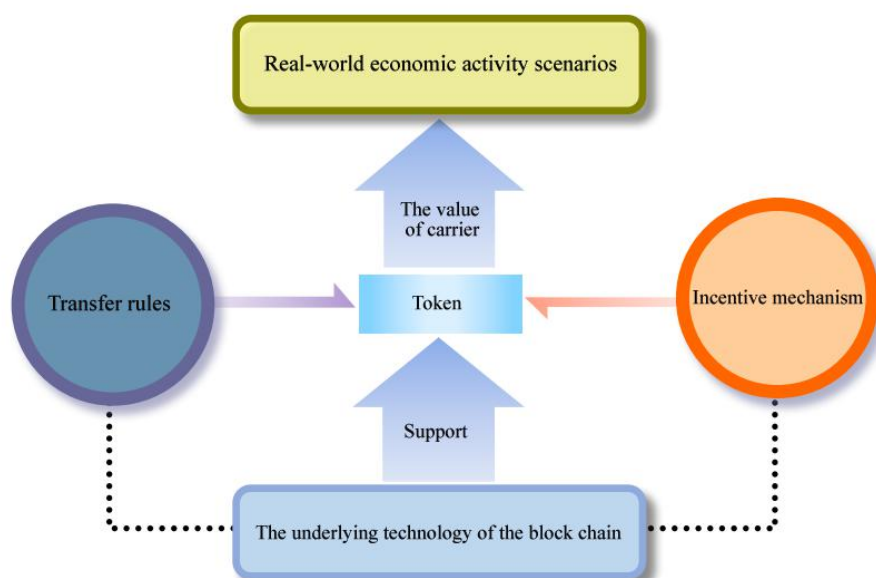 Real-world economic activity scenarios
The value
of carrier
Transfer rules
Token
Incentive mechanism
Support
The underlying technology of the block chain